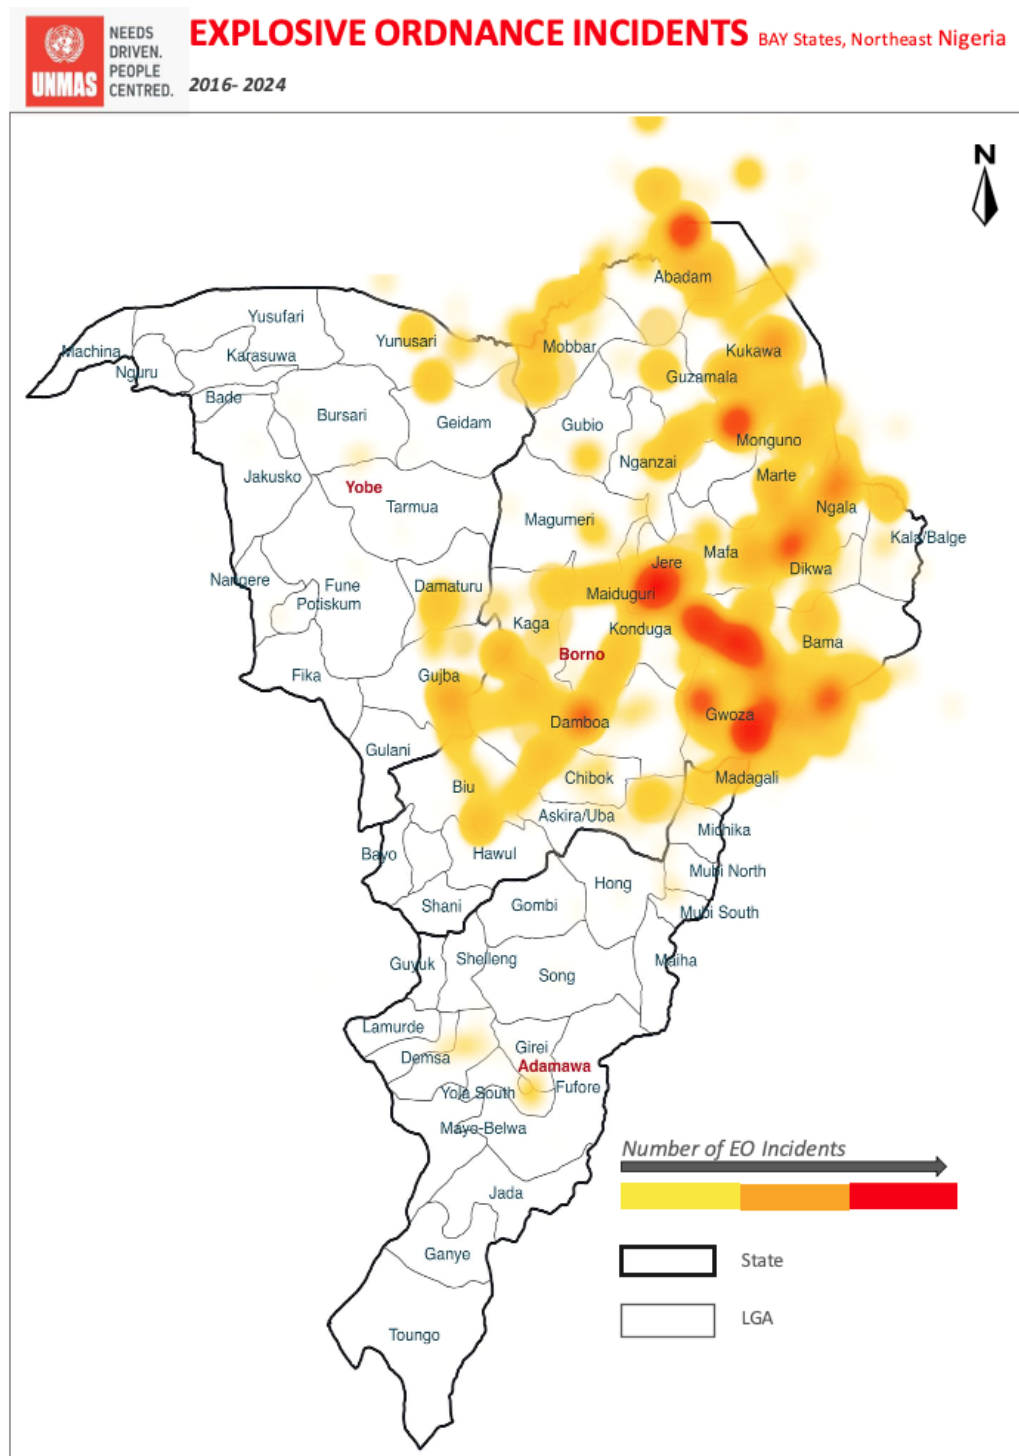 UNMAS
NEEDS
DRIVEN.
PEOPLE
CENTRED.
EXPLOSIVE ORDNANCE INCIDENTS BAY States, Northeast Nigeria
2016- 2024
N
Abadam
Yusufari
Yunusari
Machina
Karasuwa
Mobbar
Kukawa
Nguru
Guzamala
Bade
Bursari
Geidam
Gubio
Monguno
Nganzai
Jakusko
Marte
Yobe
Tarmua
Ngala
Magumeri
Kala/Balge
Mafa
Jere
Dikwa
Nangere
Fune
Damaturu
Maiduguri
Potiskum
Kaga
Konduga
Bama
Borno
Fika
Gujba
Gwoza
Damboa
Gulani
Chibok
Madagali
Biu
Askira/Uba
Michika
Bayo
Hawul
Mubi North
Hong
Shani
Gombi
Mubi South
Guyuk
Shelleng
Maiha
Song
Lamurde
Girei
Demsa
Adamawa
Yola South
Fufore
Mayo-Belwa
Number of EO Incidents
Jada
Ganye
State
LGA
Toungo